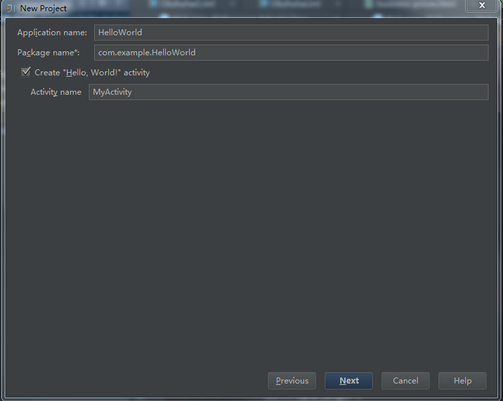 New Project
Application name: HelloWorld
Package name*: com.example.HelloWorld
Create "Hello, World!" activity
Activity name MyActivity
Previous Next Cancel Help